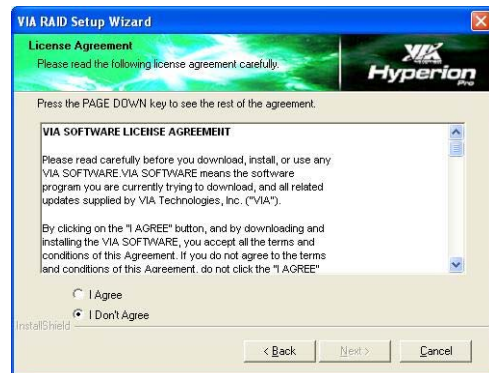 VIA RAID Setup Wizard
License Agreement
Please read the following license agreement carefully.
VIA
Hyperion
Pro
Press the PAGE DOWN key to see the rest of the agreement.
VIA SOFTWARE LICENSE AGREEMENT
Please read carefully before you download, install, or use any
VIA SOFTWARE.VIA SOFTWARE means the software
program you are currently trying to download, and all related
updates supplied by VIA Technologies, Inc. ("VIA").
By clicking on the "I AGREE" button, and by downloading and
installing the VIA SOFTWARE, you accept all the terms and
conditions of this Agreement. If you do not agree to the terms
and conditions of this Agreement, do not click the "I AGREE"
I Agree
I Don't Agree
InstallShield
< Back
Next >
Cancel